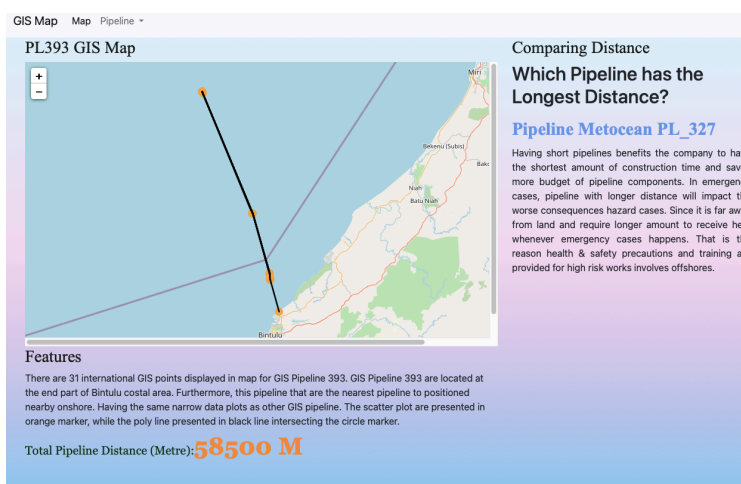 GIS Map Map Pipeline
PL393 GIS Map
+
−
Miri
Bekenu (Subis)
Niah
Batu Niah
Bintulu
Features
There are 31 international GIS points displayed in map for GIS Pipeline 393. GIS Pipeline 393 are located at
the end part of Bintulu costal area. Furthermore, this pipeline that are the nearest pipeline to positioned
nearby onshore. Having the same narrow data plots as other GIS pipeline. The scatter plot are presented in
orange marker, while the poly line presented in black line intersecting the circle marker.
Total Pipeline Distance (Metre):58500 M
Comparing Distance
Which Pipeline has the
Longest Distance?
Pipeline Metocean PL_327
Having short pipelines benefits the company to ha
the shortest amount of construction time and sav
more budget of pipeline components. In emergen
cases, pipeline with longer distance will impact t
worse consequences hazard cases. Since it is far aw
from land and require longer amount to receive he
whenever emergency cases happens. That is t
reason health & safety precautions and training a
provided for high risk works involves offshores.